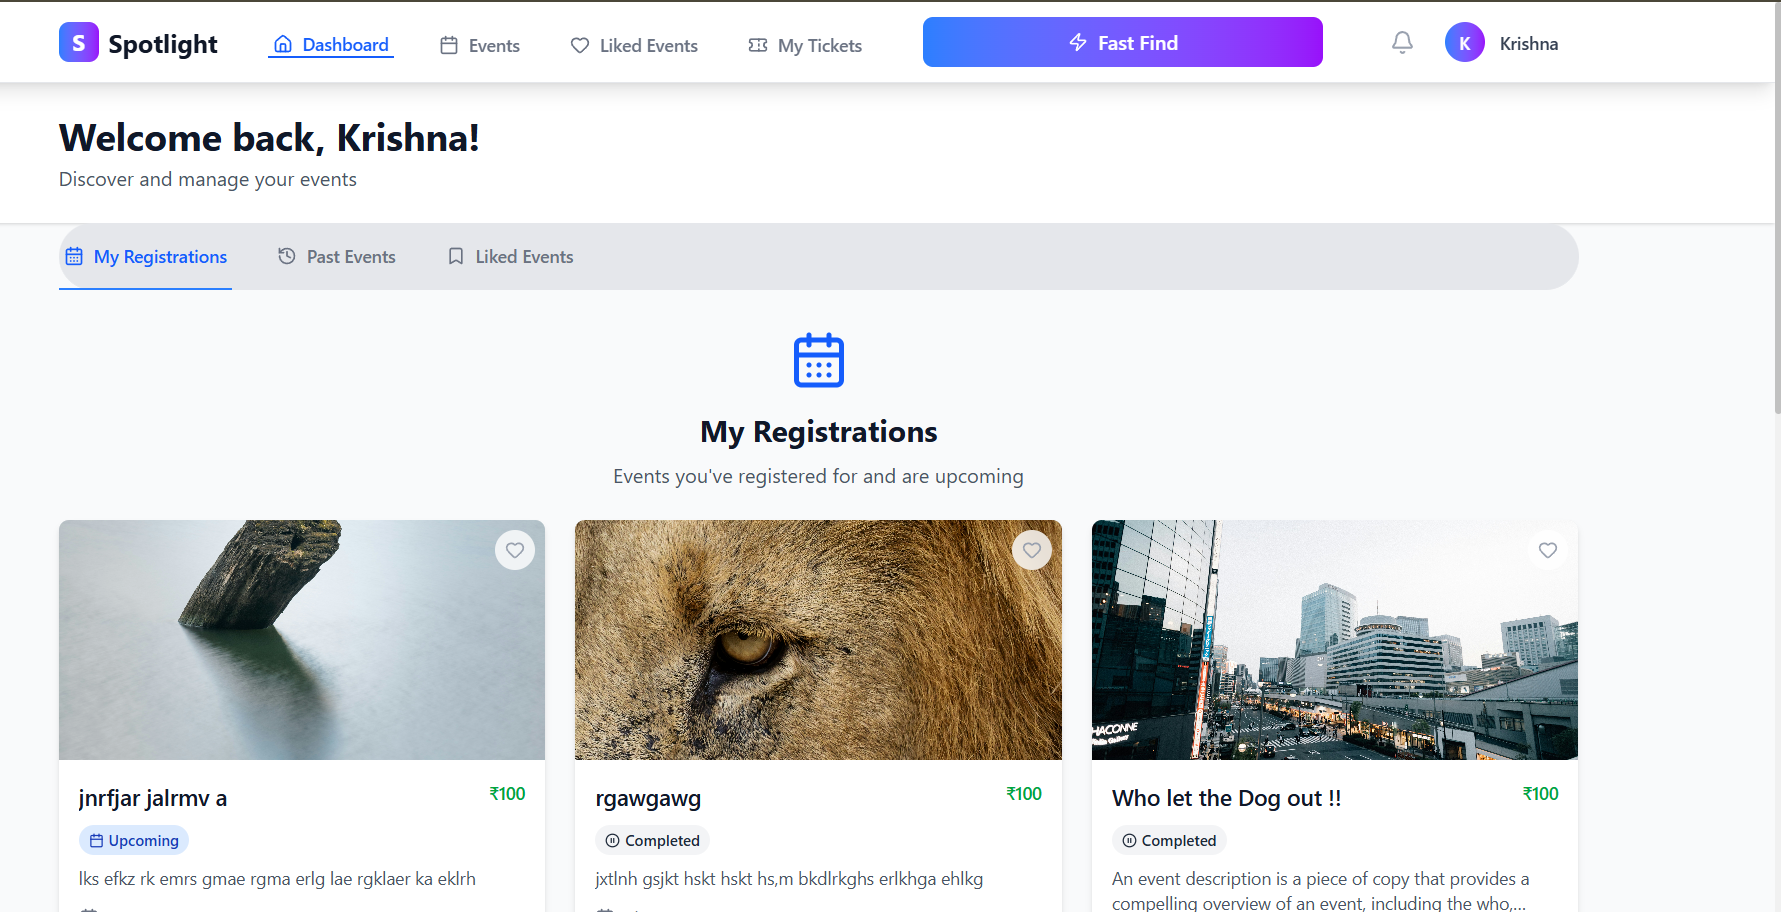 S Spotlight Dashboard Events Liked Events My Tickets Fast Find K Krishna
Welcome back, Krishna!
Discover and manage your events
My Registrations Past Events Liked Events
My Registrations
Events you've registered for and are upcoming
HACONNE
jnrfjar jalrmv a ₹100
Upcoming
lks efkz rk emrs gmae rgma erlg lae rgklaer ka eklrh
rgawgawg ₹100
Completed
jxtlnh gsjkt hskt hskt hs,m bkdlrkghs erlkhga ehlkg
Who let the Dog out !! ₹100
Completed
An event description is a piece of copy that provides a
compelling overview of an event, including the who,...